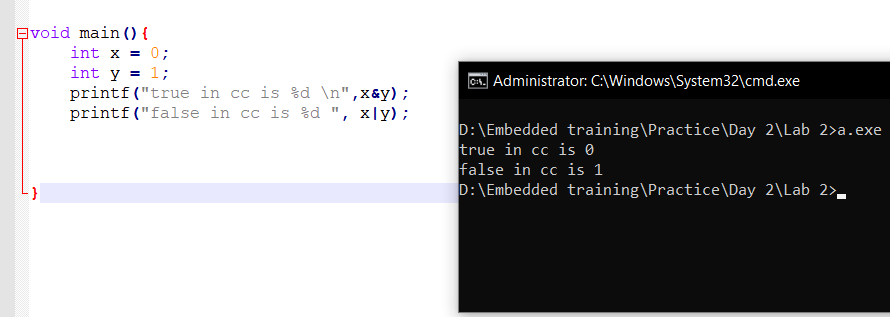 void main(){
int x = 0;
int y = 1;
printf("true in cc is %d \n",x&y);
printf("false in cc is %d ", x|y);
}
Administrator: C:\Windows\System32\cmd.exe
D:\Embedded training\Practice\Day 2\Lab 2>a.exe
true in cc is 0
false in cc is 1
D:\Embedded training\Practice\Day 2\Lab 2>